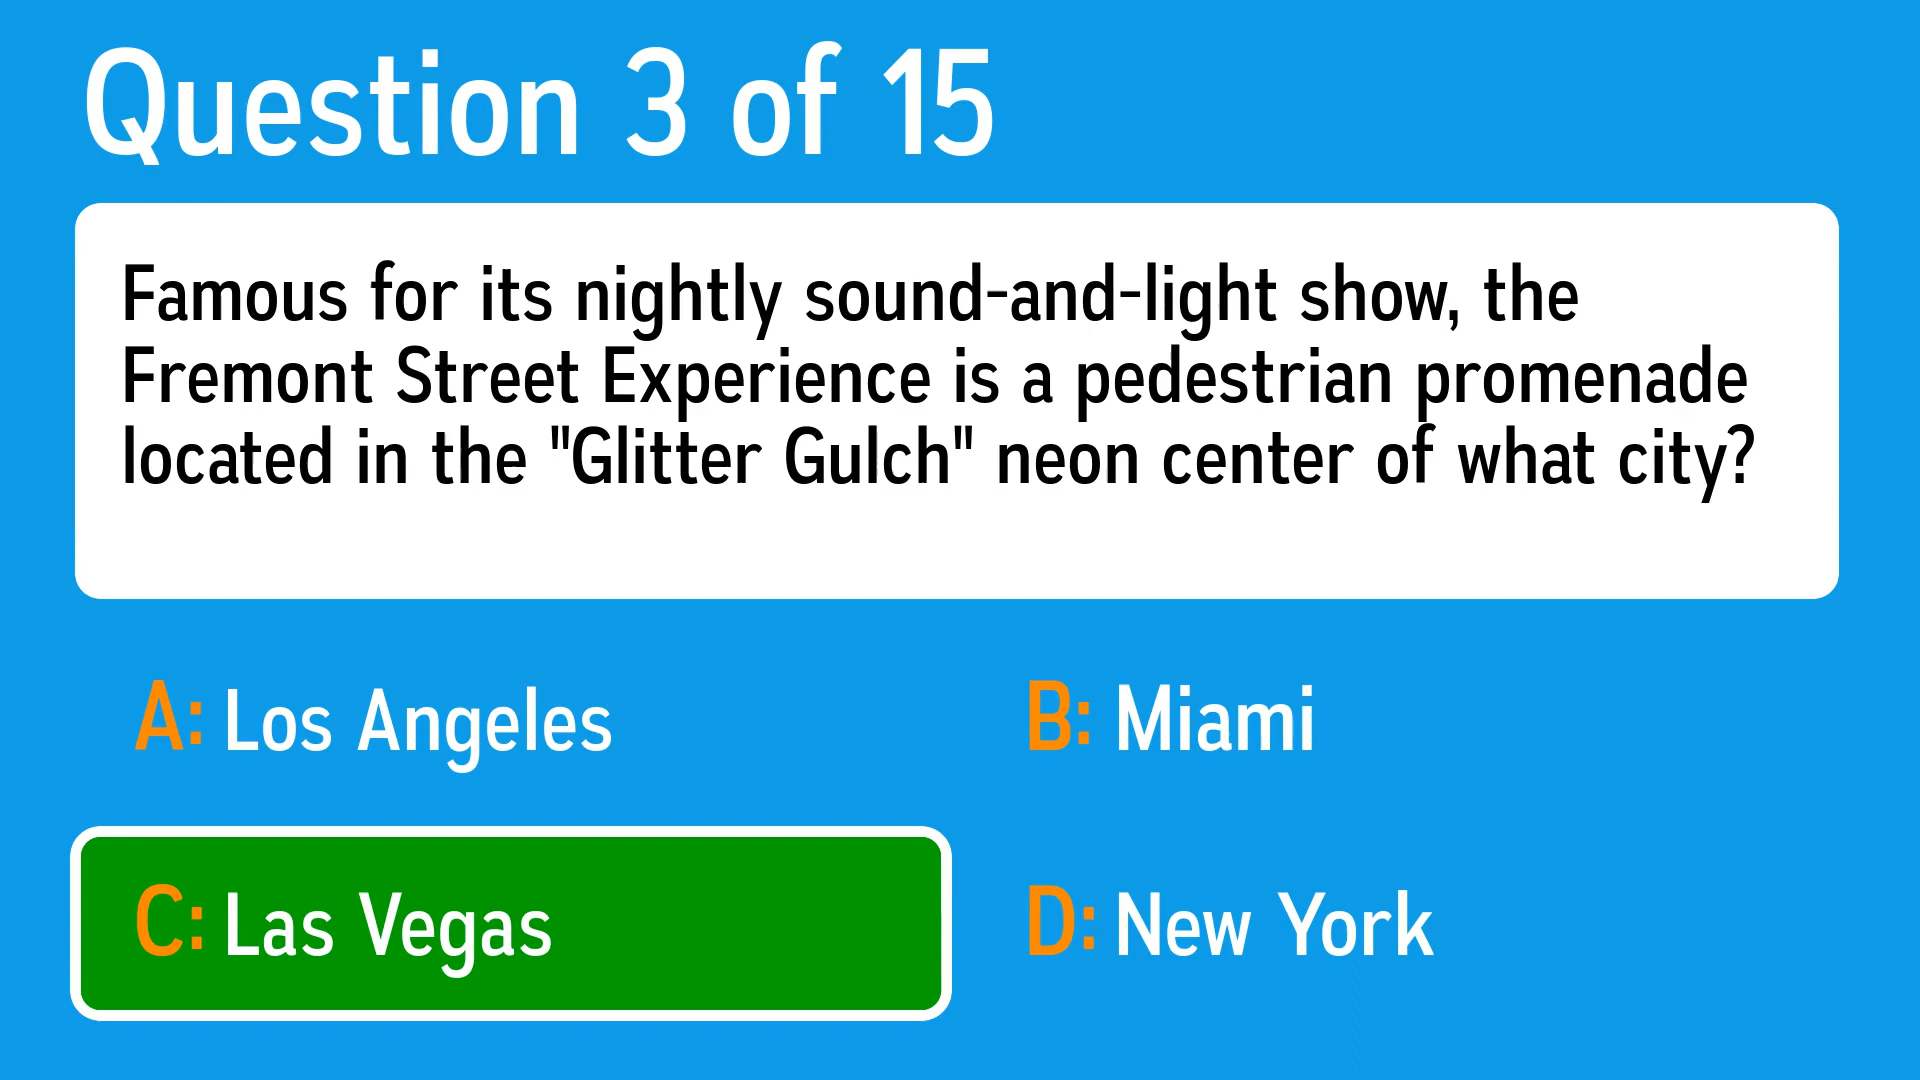 Question 3 of 15
Famous for its nightly sound-and-light show, the
Fremont Street Experience is a pedestrian promenade
located in the "Glitter Gulch" neon center of what city?
A: Los Angeles
B: Miami
C: Las Vegas
D: New York